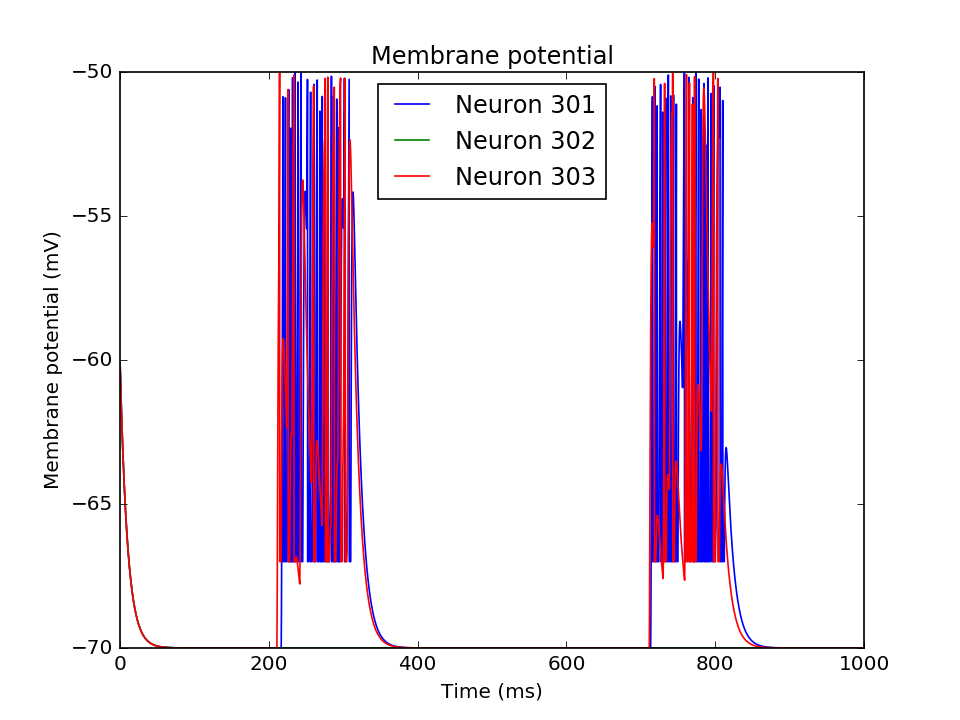 Membrane potential
Neuron 301
Neuron 302
Neuron 303
Membrane potential (mV)
−50
−55
−60
−65
−70
0 200 400 600 800 1000
Time (ms)